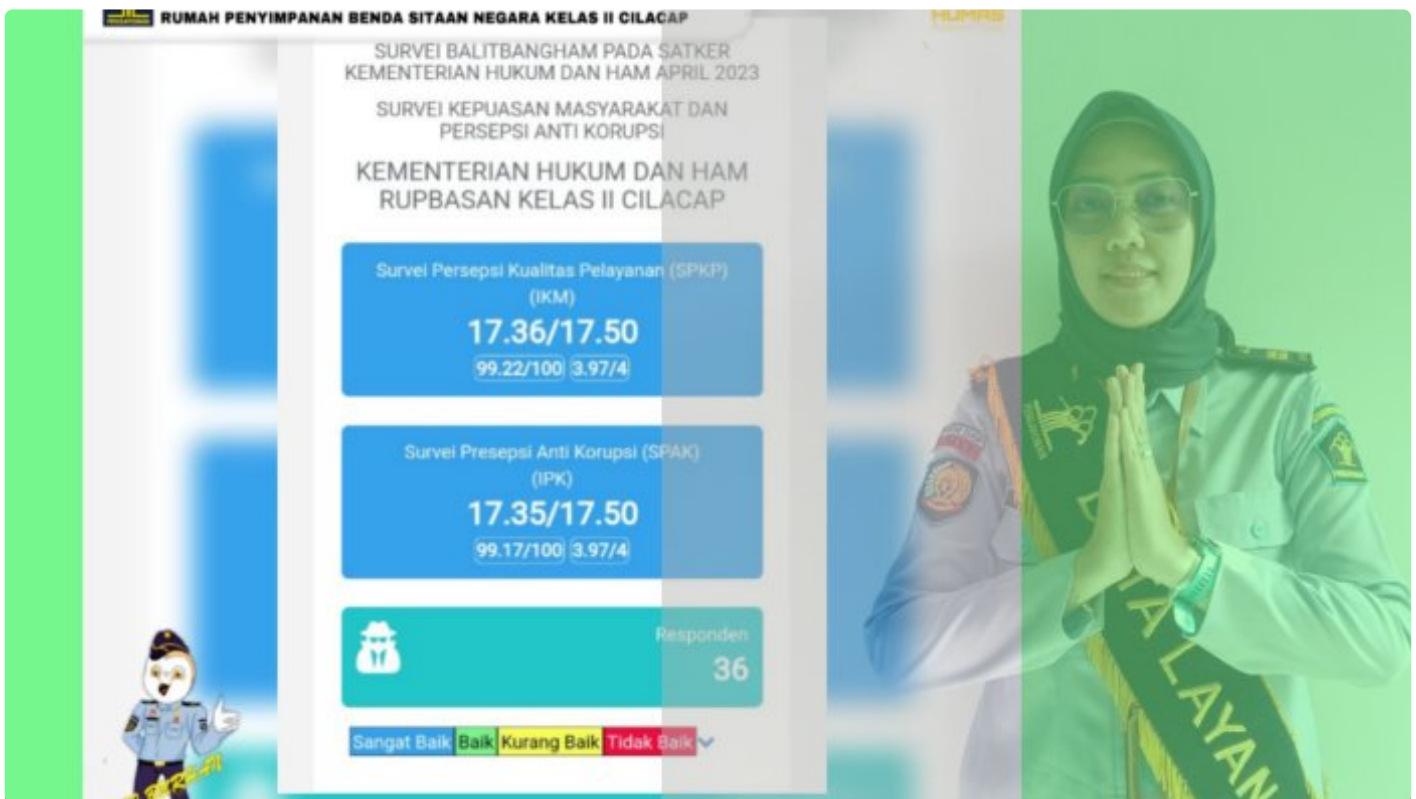 RUMAH PENYIMPANAN BENDA SITAAN NEGARA KELAS II CILACAP
HUMAS
SURVEI BALITBANGHAM PADA SATKER
KEMENTERIAN HUKUM DAN HAM APRIL 2023
SURVEI KEPUASAN MASYARAKAT DAN
PERSEPSI ANTI KORUPSI
KEMENTERIAN HUKUM DAN HAM
RUPBASAN KELAS II CILACAP
Survei Persepsi Kualitas Pelayanan (SPKP)
(IKM)
17.36/17.50
99.22/100 3.97/4
Survei Presepsi Anti Korupsi (SPAK)
(IPK)
17.35/17.50
99.17/100 3.97/4
Responden
36
Sangat Baik Baik Kurang Baik Tidak Baik
LAYAN